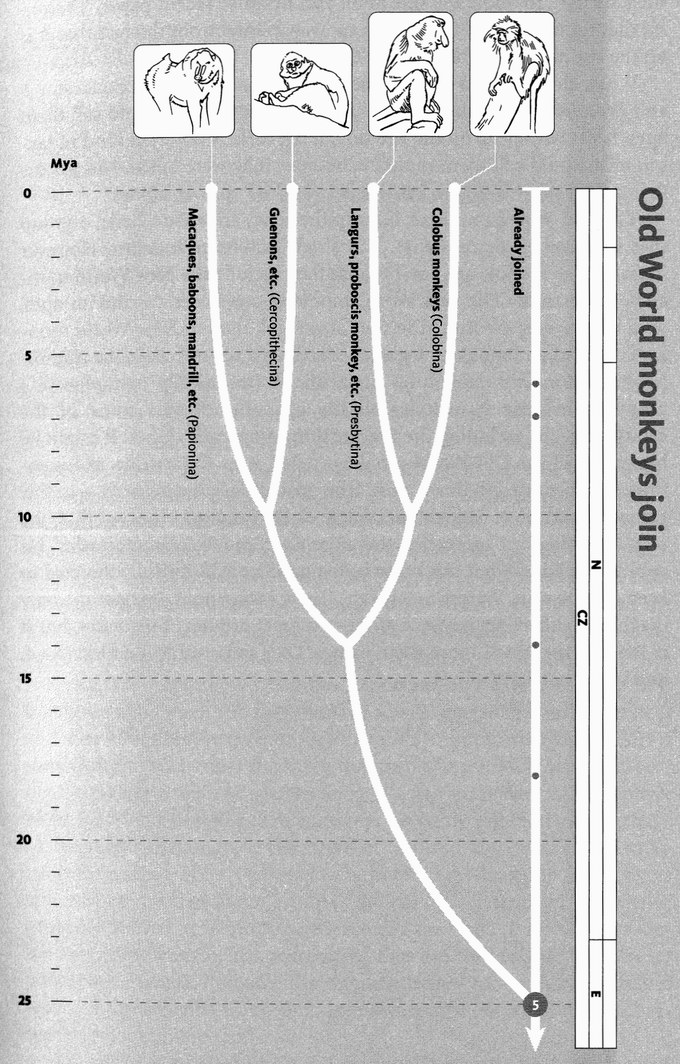 Old World monkeys join
Mya
0
5
10
15
20
25
Macaques, baboons, mandrill, etc. (Papionina)
Guenons, etc. (Cercopithecina)
Langurs, proboscis monkey, etc. (Presbytina)
Colobus monkeys (Colobina)
Already joined
N
CZ
E
5